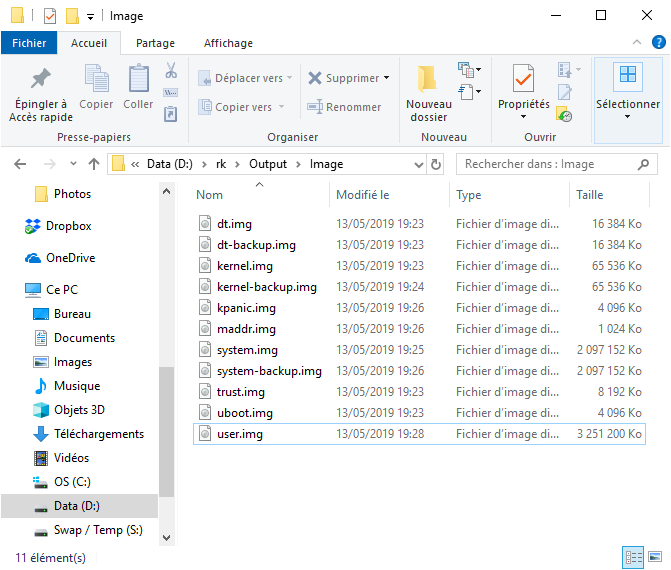 Image
Fichier Accueil Partage Affichage
Épingler à Accès rapide
Copier
Coller
Presse-papiers
Déplacer vers
Copier vers
Supprimer
Renommer
Organiser
Nouveau dossier
Nouveau
Propriétés
Ouvrir
Sélectionner
« Data (D:) › rk › Output › Image
Rechercher dans : Image
Photos
Dropbox
OneDrive
Ce PC
Bureau
Documents
Images
Musique
Objets 3D
Téléchargements
Vidéos
OS (C:)
Data (D:)
Swap / Temp (S:)
Nom Modifié le Type Taille
dt.img 13/05/2019 19:23 Fichier d'image di... 16 384 Ko
dt-backup.img 13/05/2019 19:23 Fichier d'image di... 16 384 Ko
kernel.img 13/05/2019 19:23 Fichier d'image di... 65 536 Ko
kernel-backup.img 13/05/2019 19:24 Fichier d'image di... 65 536 Ko
kpanic.img 13/05/2019 19:26 Fichier d'image di... 4 096 Ko
maddr.img 13/05/2019 19:26 Fichier d'image di... 1 024 Ko
system.img 13/05/2019 19:25 Fichier d'image di... 2 097 152 Ko
system-backup.img 13/05/2019 19:26 Fichier d'image di... 2 097 152 Ko
trust.img 13/05/2019 19:23 Fichier d'image di... 8 192 Ko
uboot.img 13/05/2019 19:23 Fichier d'image di... 4 096 Ko
user.img 13/05/2019 19:28 Fichier d'image di... 3 251 200 Ko
11 élément(s)